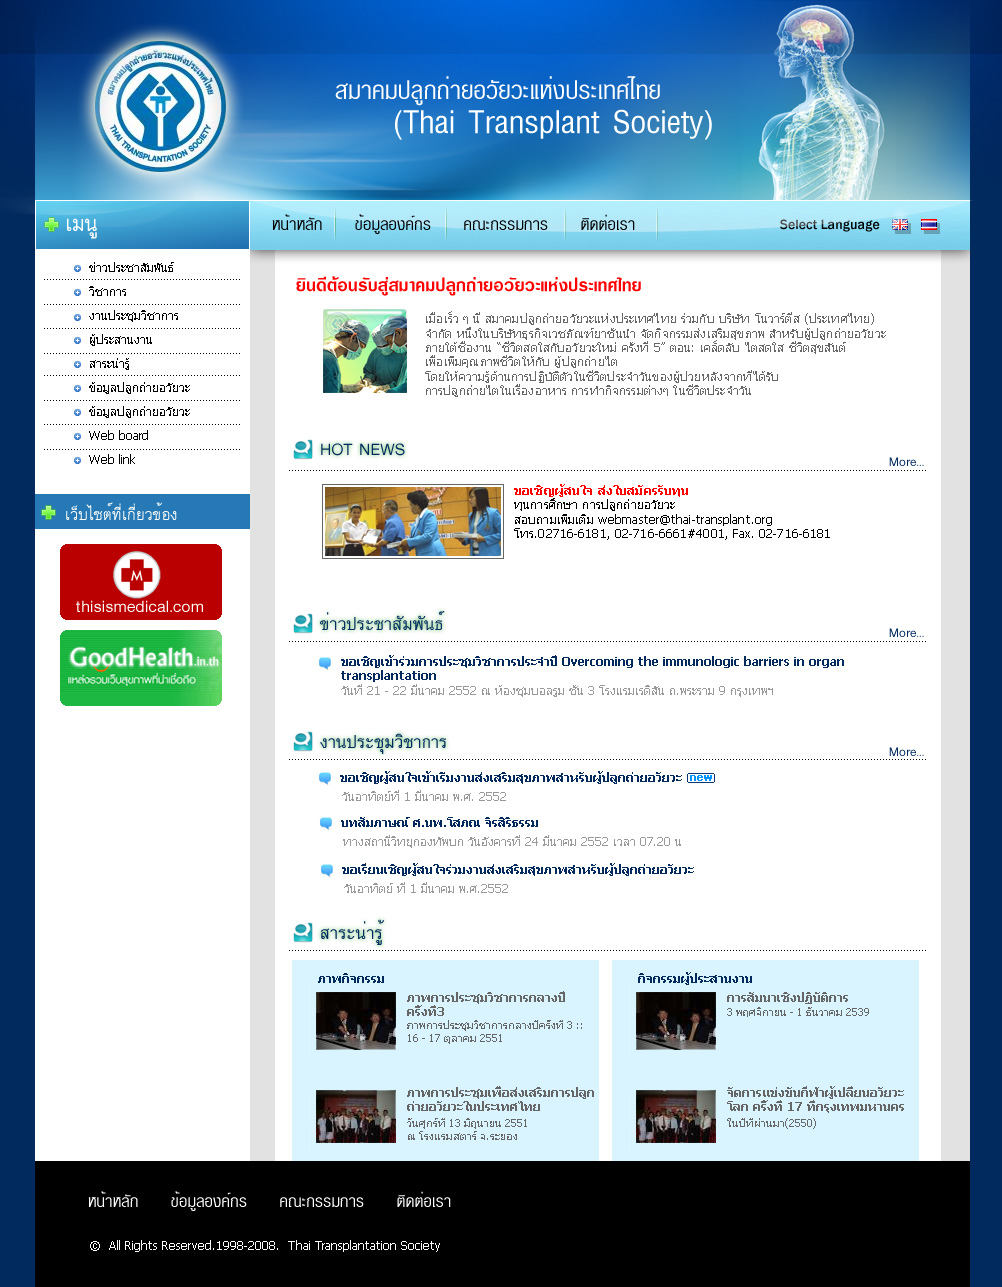 สมาคมปลูกถ่ายอวัยวะแห่งประเทศไทย
THAI TRANSPLANTATION SOCIETY
สมาคมปลูกถ่ายอวัยวะแห่งประเทศไทย
(Thai Transplant Society)
เมนู
หน้าหลัก ข้อมูลองค์กร คณะกรรมการ ติดต่อเรา Select Language
ข่าวประชาสัมพันธ์
วิชาการ
งานประชุมวิชาการ
ผู้ประสานงาน
สาระน่ารู้
ข้อมูลปลูกถ่ายอวัยวะ
ข้อมูลปลูกถ่ายอวัยวะ
Web board
Web link
เว็บไซต์ที่เกี่ยวข้อง
M
thisismedical.com
GoodHealth.in.th
แหล่งรวมเว็บสุขภาพที่น่าเชื่อถือ
ยินดีต้อนรับสู่สมาคมปลูกถ่ายอวัยวะแห่งประเทศไทย
เมื่อเร็ว ๆ นี้ สมาคมปลูกถ่ายอวัยวะแห่งประเทศไทย ร่วมกับ บริษัท โนวาร์ตีส (ประเทศไทย)
จำกัด หนึ่งในบริษัทธุรกิจเวชภัณฑ์ยาชั้นนำ จัดกิจกรรมส่งเสริมสุขภาพ สำหรับผู้ปลูกถ่ายอวัยวะ
ภายใต้ชื่องาน “ชีวิตสดใสกับอวัยวะใหม่ ครั้งที่ 5” ตอน: เคล็ดลับ ไตสดใส ชีวิตสุขสันต์
เพื่อเพิ่มคุณภาพชีวิตให้กับ ผู้ปลูกถ่ายไต
โดยให้ความรู้ด้านการปฏิบัติตัวในชีวิตประจำวันของผู้ป่วยหลังจากที่ได้รับ
การปลูกถ่ายไตในเรื่องอาหาร การทำกิจกรรมต่างๆ ในชีวิตประจำวัน
HOT NEWS
More...
ขอเชิญผู้สนใจ ส่งใบสมัครรับทุน
ทุนการศึกษา การปลูกถ่ายอวัยวะ
สอบถามเพิ่มเติม webmaster@thai-transplant.org
โทร.02716-6181, 02-716-6661#4001, Fax. 02-716-6181
ข่าวประชาสัมพันธ์
More...
ขอเชิญเข้าร่วมการประชุมวิชาการประจำปี Overcoming the immunologic barriers in organ
transplantation
วันที่ 21 - 22 มีนาคม 2552 ณ ห้องชุมบอลรูม ชั้น 3 โรงแรมเรดิสัน ถ.พระราม 9 กรุงเทพฯ
งานประชุมวิชาการ
More...
ขอเชิญผู้สนใจเข้าเริ่มงานส่งเสริมสุขภาพสำหรับผู้ปลูกถ่ายอวัยวะ new
วันอาทิตย์ที่ 1 มีนาคม พ.ศ. 2552
บทสัมภาษณ์ ศ.นพ.โสภณ จิรสิริธรรม
ทางสถานีวิทยุกองทัพบก วันอังคารที่ 24 มีนาคม 2552 เวลา 07.20 น
ขอเรียนเชิญผู้สนใจร่วมงานส่งเสริมสุขภาพสำหรับผู้ปลูกถ่ายอวัยวะ
วันอาทิตย์ ที่ 1 มีนาคม พ.ศ.2552
สาระน่ารู้
ภาพกิจกรรม
ภาพการประชุมวิชาการกลางปี
ครั้งที่3
ภาพการประชุมวิชาการกลางปีครั้งที่ 3 ::
16 - 17 ตุลาคม 2551
ภาพการประชุมเพื่อส่งเสริมการปลูก
ถ่ายอวัยวะในประเทศไทย
วันศุกร์ที่ 13 มิถุนายน 2551
ณ โรงแรมสตาร์ จ.ระยอง
กิจกรรมผู้ประสานงาน
การสัมนาเชิงปฏิบัติการ
3 พฤศจิกายน - 1 ธันวาคม 2539
จัดการแข่งขันกีฬาผู้เปลี่ยนอวัยวะ
โลก ครั้งที่ 17 ที่กรุงเทพมหานคร
ในปีที่ผ่านมา(2550)
หน้าหลัก ข้อมูลองค์กร คณะกรรมการ ติดต่อเรา
© All Rights Reserved.1998-2008. Thai Transplantation Society